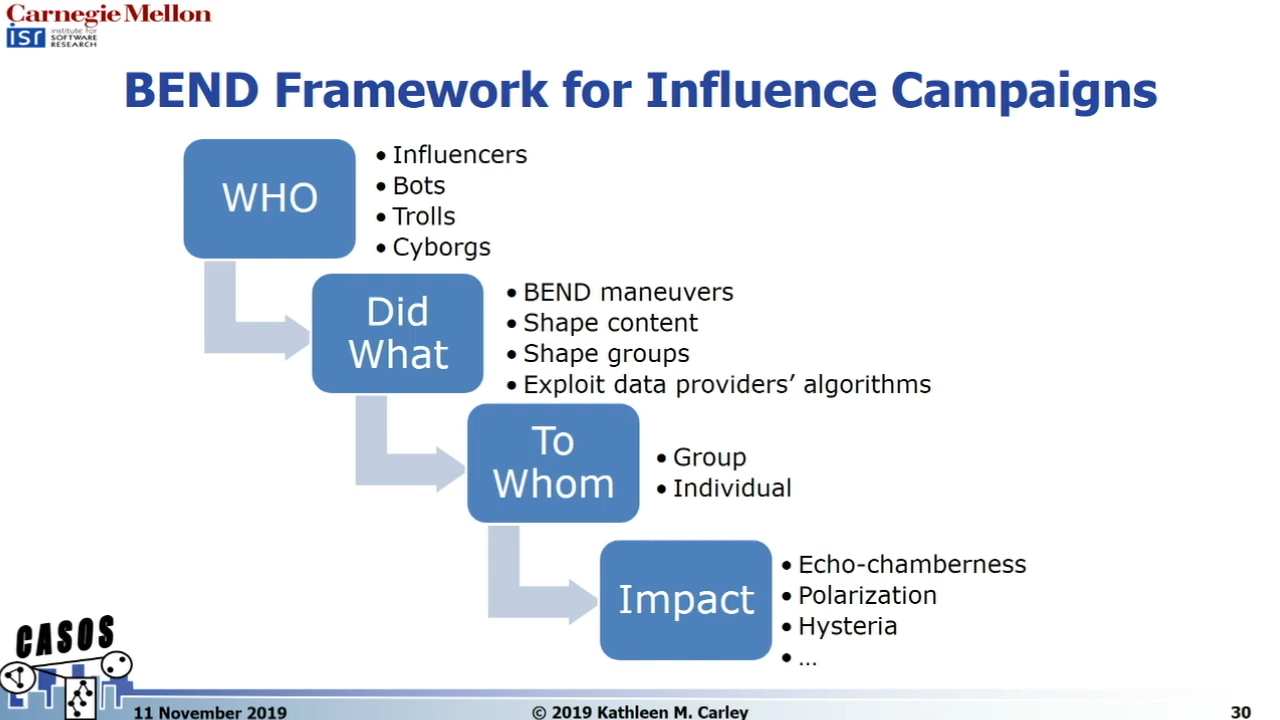 Carnegie Mellon
isr institute for
SOFTWARE
RESEARCH
BEND Framework for Influence Campaigns
WHO
• Influencers
• Bots
• Trolls
• Cyborgs
Did
What
• BEND maneuvers
• Shape content
• Shape groups
• Exploit data providers’ algorithms
To
Whom
• Group
• Individual
Impact
• Echo-chamberness
• Polarization
• Hysteria
• ...
CASOS
11 November 2019
© 2019 Kathleen M. Carley
30